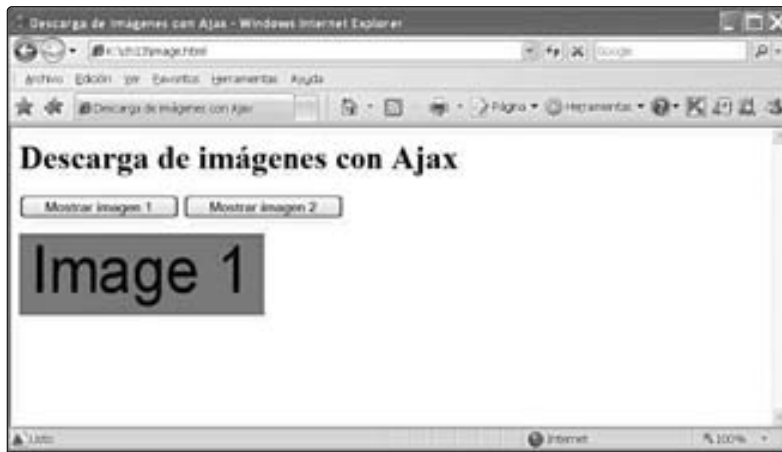 Descarga de imágenes con Ajax - Windows Internet Explorer
Google
Archivo Edición Ver Favoritos Herramientas Ayuda
Descarga de imágenes con Ajax
Página Herramientas
Descarga de imágenes con Ajax
Mostrar imagen 1 Mostrar imagen 2
Image 1
Listo Internet 100%